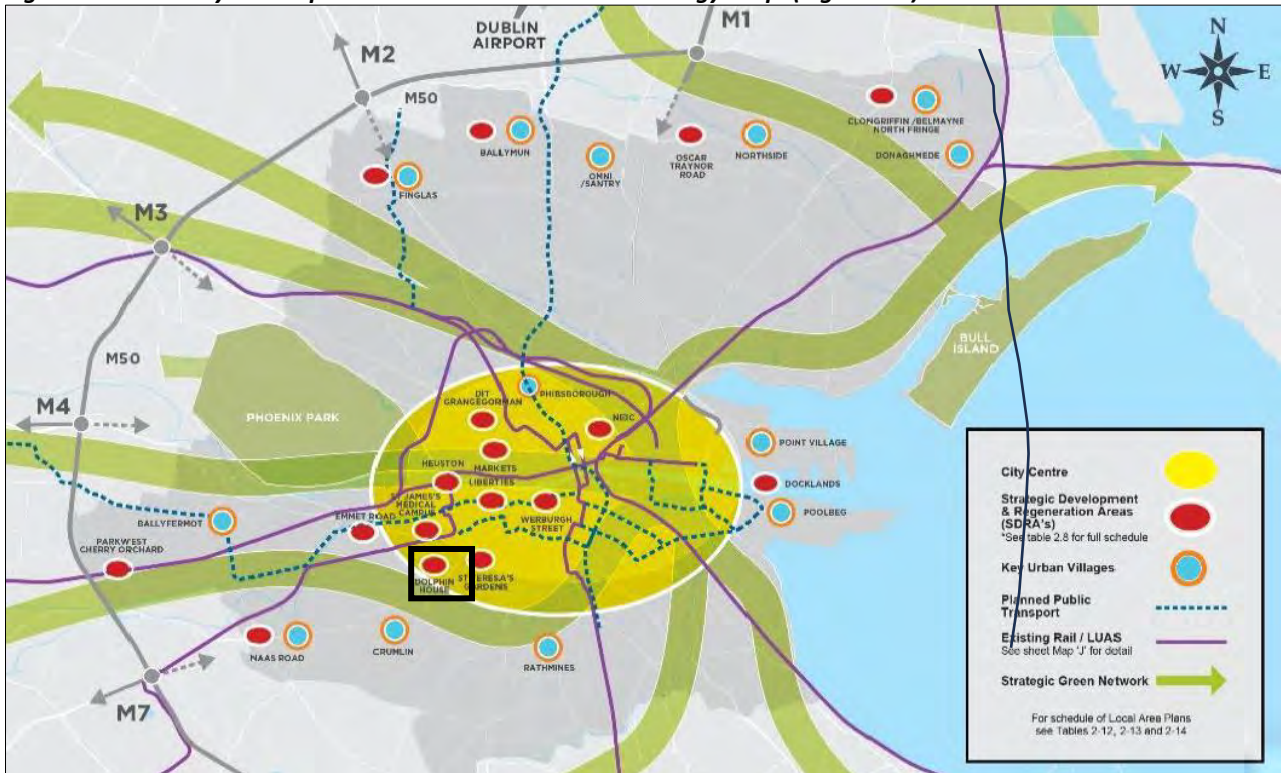 DUBLIN
AIRPORT
M1
M2
M50
N
W E
S
CLONGRIFFIN /BELMAYNE
NORTH FRINGE
BALLYMUN
OMNI
/SANTRY
OSCAR
TRAYNOR
ROAD
NORTHSIDE
DONAGHMEDE
FINGLAS
M3
M50
BULL
ISLAND
PHOENIX PARK
M4
DIT
GRANGEGORMAN
PHIBSBOROUGH
NEIC
POINT VILLAGE
MARKETS
HEUSTON
LIBERTIES
DOCKLANDS
ST JAMES'S
MEDICAL
CAMPUS
WERBURGH
STREET
POOLBEG
BALLYFERMOT
EMMET ROAD
PARKWEST
CHERRY ORCHARD
DOLPHIN
HOUSE
ST TERESA'S
GARDENS
NAAS ROAD
CRUMLIN
RATHMINES
M7
City Centre
Strategic Development
& Regeneration Areas
(SDRA's)
*See table 2.8 for full schedule
Key Urban Villages
Planned Public
Transport
Existing Rail / LUAS
See sheet Map 'J' for detail
Strategic Green Network
For schedule of Local Area Plans
see Tables 2-12, 2-13 and 2-14